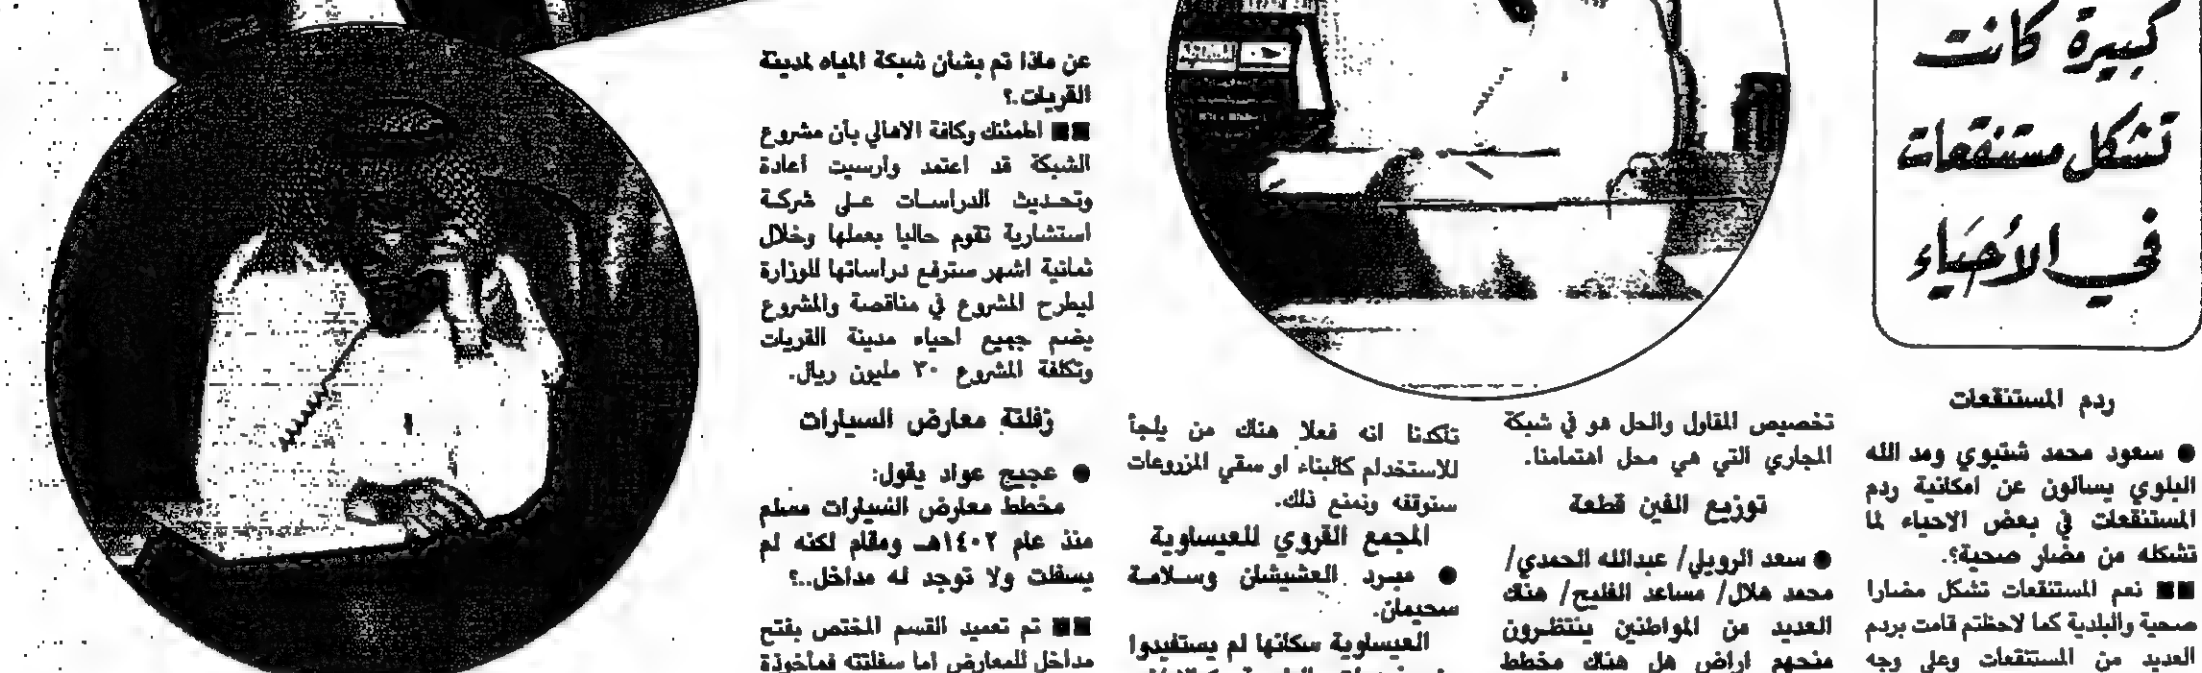 كبيرة كانت
تشكل مستنقعات
في الأحياء
ردم المستنقعات
● سعود محمد شتيوي ومد الله
البلوي يسالون عن امكانية ردم
المستنقعات في بعض الاحياء لما
تشكله من مضار صحية؟.
■■ نعم المستنقعات تشكل مضارا
صحية والبلدية كما لاحظتم قامت بردم
العديد من المستنقعات وعلى وجه
تخصيص المقاول والحل هو في شبكة
المجاري التي هي محل اهتمامنا.
توزيع الفين قطعة
● سعد الرويلي/ عبدالله الحمدي/
محمد هلال/ مساعد الفليح/ هناك
العديد من المواطنين ينتظرون
منحهم اراض هل هناك مخطط
تأكدنا انه فعلا هناك من يلجأ
للاستخدام كالبناء او سقي المزروعات
سنوقفه ونمنع ذلك.
المجمع القروي للعيساوية
● مبرد العشيشان وسلامة
سحيمان.
العيساوية سكانها لم يستفيدوا
عن ماذا تم بشأن شبكة المياه لمدينة
القريات.؟
■■ اطمئنك وكافة الاهالي بأن مشروع
الشبكة قد اعتمد وارسيت اعادة
وتحديث الدراسات على شركة
استشارية تقوم حاليا بعملها وخلال
ثمانية اشهر سترفع دراساتها للوزارة
ليطرح المشروع في مناقصة والمشروع
يضم جميع احياء مدينة القريات
وتكلفة المشروع ٣٠ مليون ريال.
زفلتة معارض السيارات
● عجيج عواد يقول:
مخطط معارض السيارات مسلم
منذ عام ١٤٠٢هـ ومقام لكنه لم
يسفلت ولا توجد له مداخل..؟
■■ تم تعميد القسم المختص بفتح
مداخل للمعارض اما سفلتته فمأخوذة